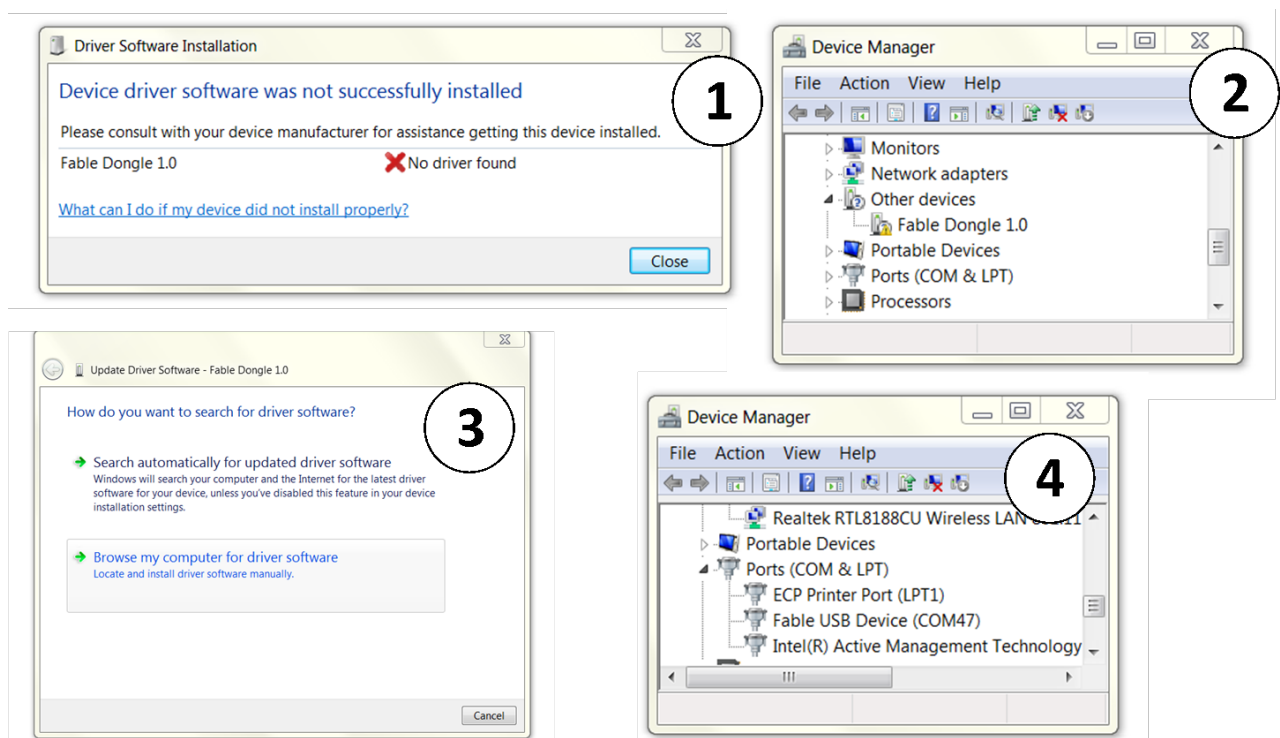 Driver Software Installation
1
Device driver software was not successfully installed
Please consult with your device manufacturer for assistance getting this device installed.
Fable Dongle 1.0 No driver found
What can I do if my device did not install properly?
Close
Device Manager
2
File Action View Help
Monitors
Network adapters
Other devices
Fable Dongle 1.0
Portable Devices
Ports (COM & LPT)
Processors
Update Driver Software - Fable Dongle 1.0
3
How do you want to search for driver software?
Search automatically for updated driver software
Windows will search your computer and the Internet for the latest driver
software for your device, unless you've disabled this feature in your device
installation settings.
Browse my computer for driver software
Locate and install driver software manually.
Cancel
Device Manager
4
File Action View Help
Realtek RTL8188CU Wireless LAN
Portable Devices
Ports (COM & LPT)
ECP Printer Port (LPT1)
Fable USB Device (COM47)
Intel(R) Active Management Technology